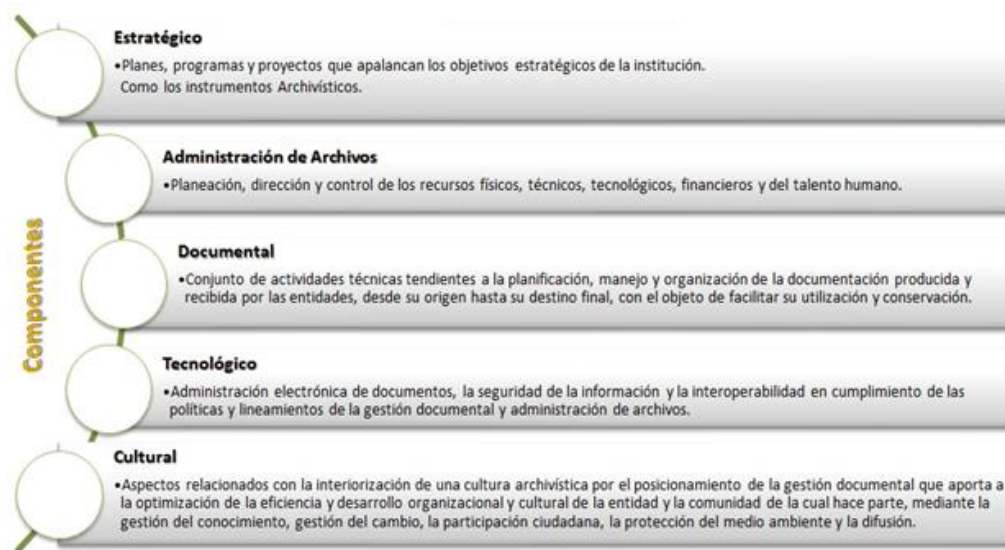 Componentes
Estratégico
•Planes, programas y proyectos que apalancan los objetivos estratégicos de la institución.
Como los instrumentos Archivísticos.
Administración de Archivos
•Planeación, dirección y control de los recursos físicos, técnicos, tecnológicos, financieros y del talento humano.
Documental
•Conjunto de actividades técnicas tendientes a la planificación, manejo y organización de la documentación producida y
recibida por las entidades, desde su origen hasta su destino final, con el objeto de facilitar su utilización y conservación.
Tecnológico
•Administración electrónica de documentos, la seguridad de la información y la interoperabilidad en cumplimiento de las
políticas y lineamientos de la gestión documental y administración de archivos.
Cultural
•Aspectos relacionados con la interiorización de una cultura archivística por el posicionamiento de la gestión documental que aporta a
la optimización de la eficiencia y desarrollo organizacional y cultural de la entidad y la comunidad de la cual hace parte, mediante la
gestión del conocimiento, gestión del cambio, la participación ciudadana, la protección del medio ambiente y la difusión.